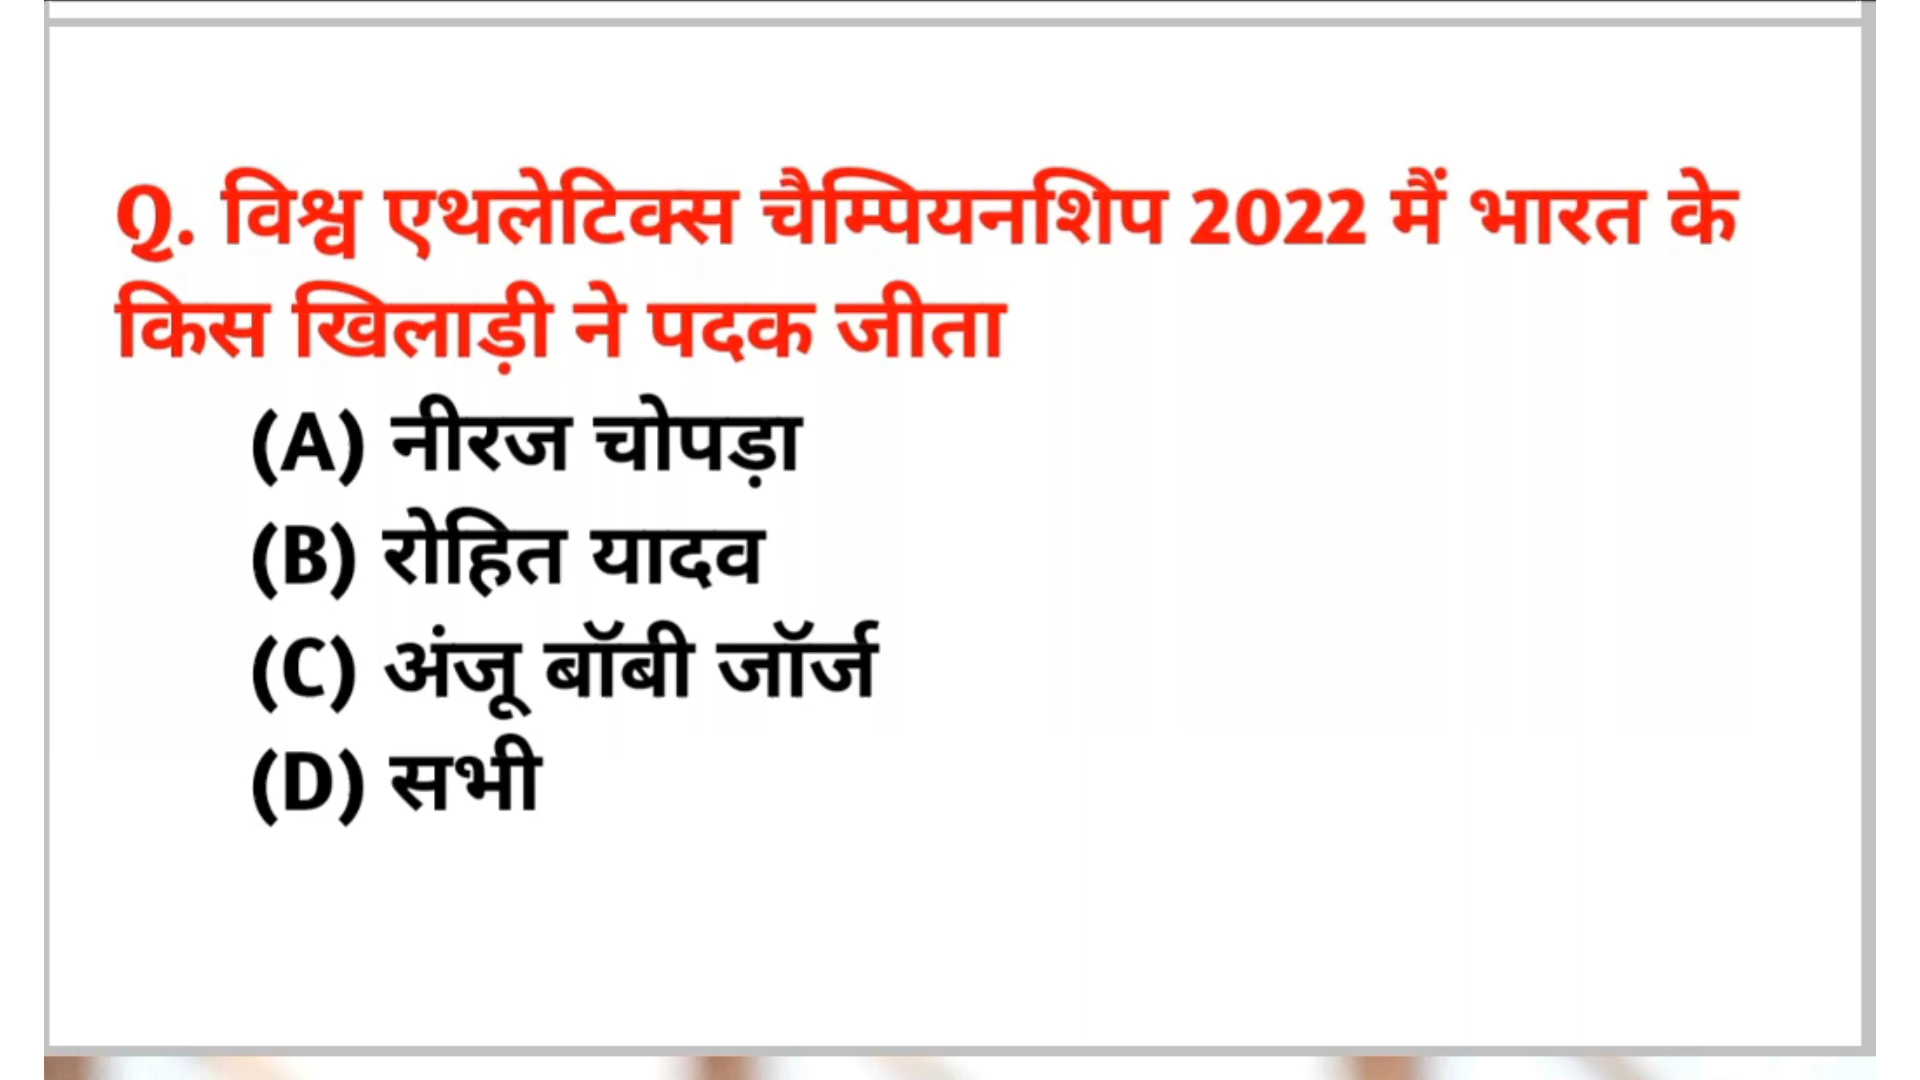 Q. विश्व एथलेटिक्स चैम्पियनशिप 2022 मैं भारत के
किस खिलाड़ी ने पदक जीता
(A) नीरज चोपड़ा
(B) रोहित यादव
(C) अंजू बॉबी जॉर्ज
(D) सभी